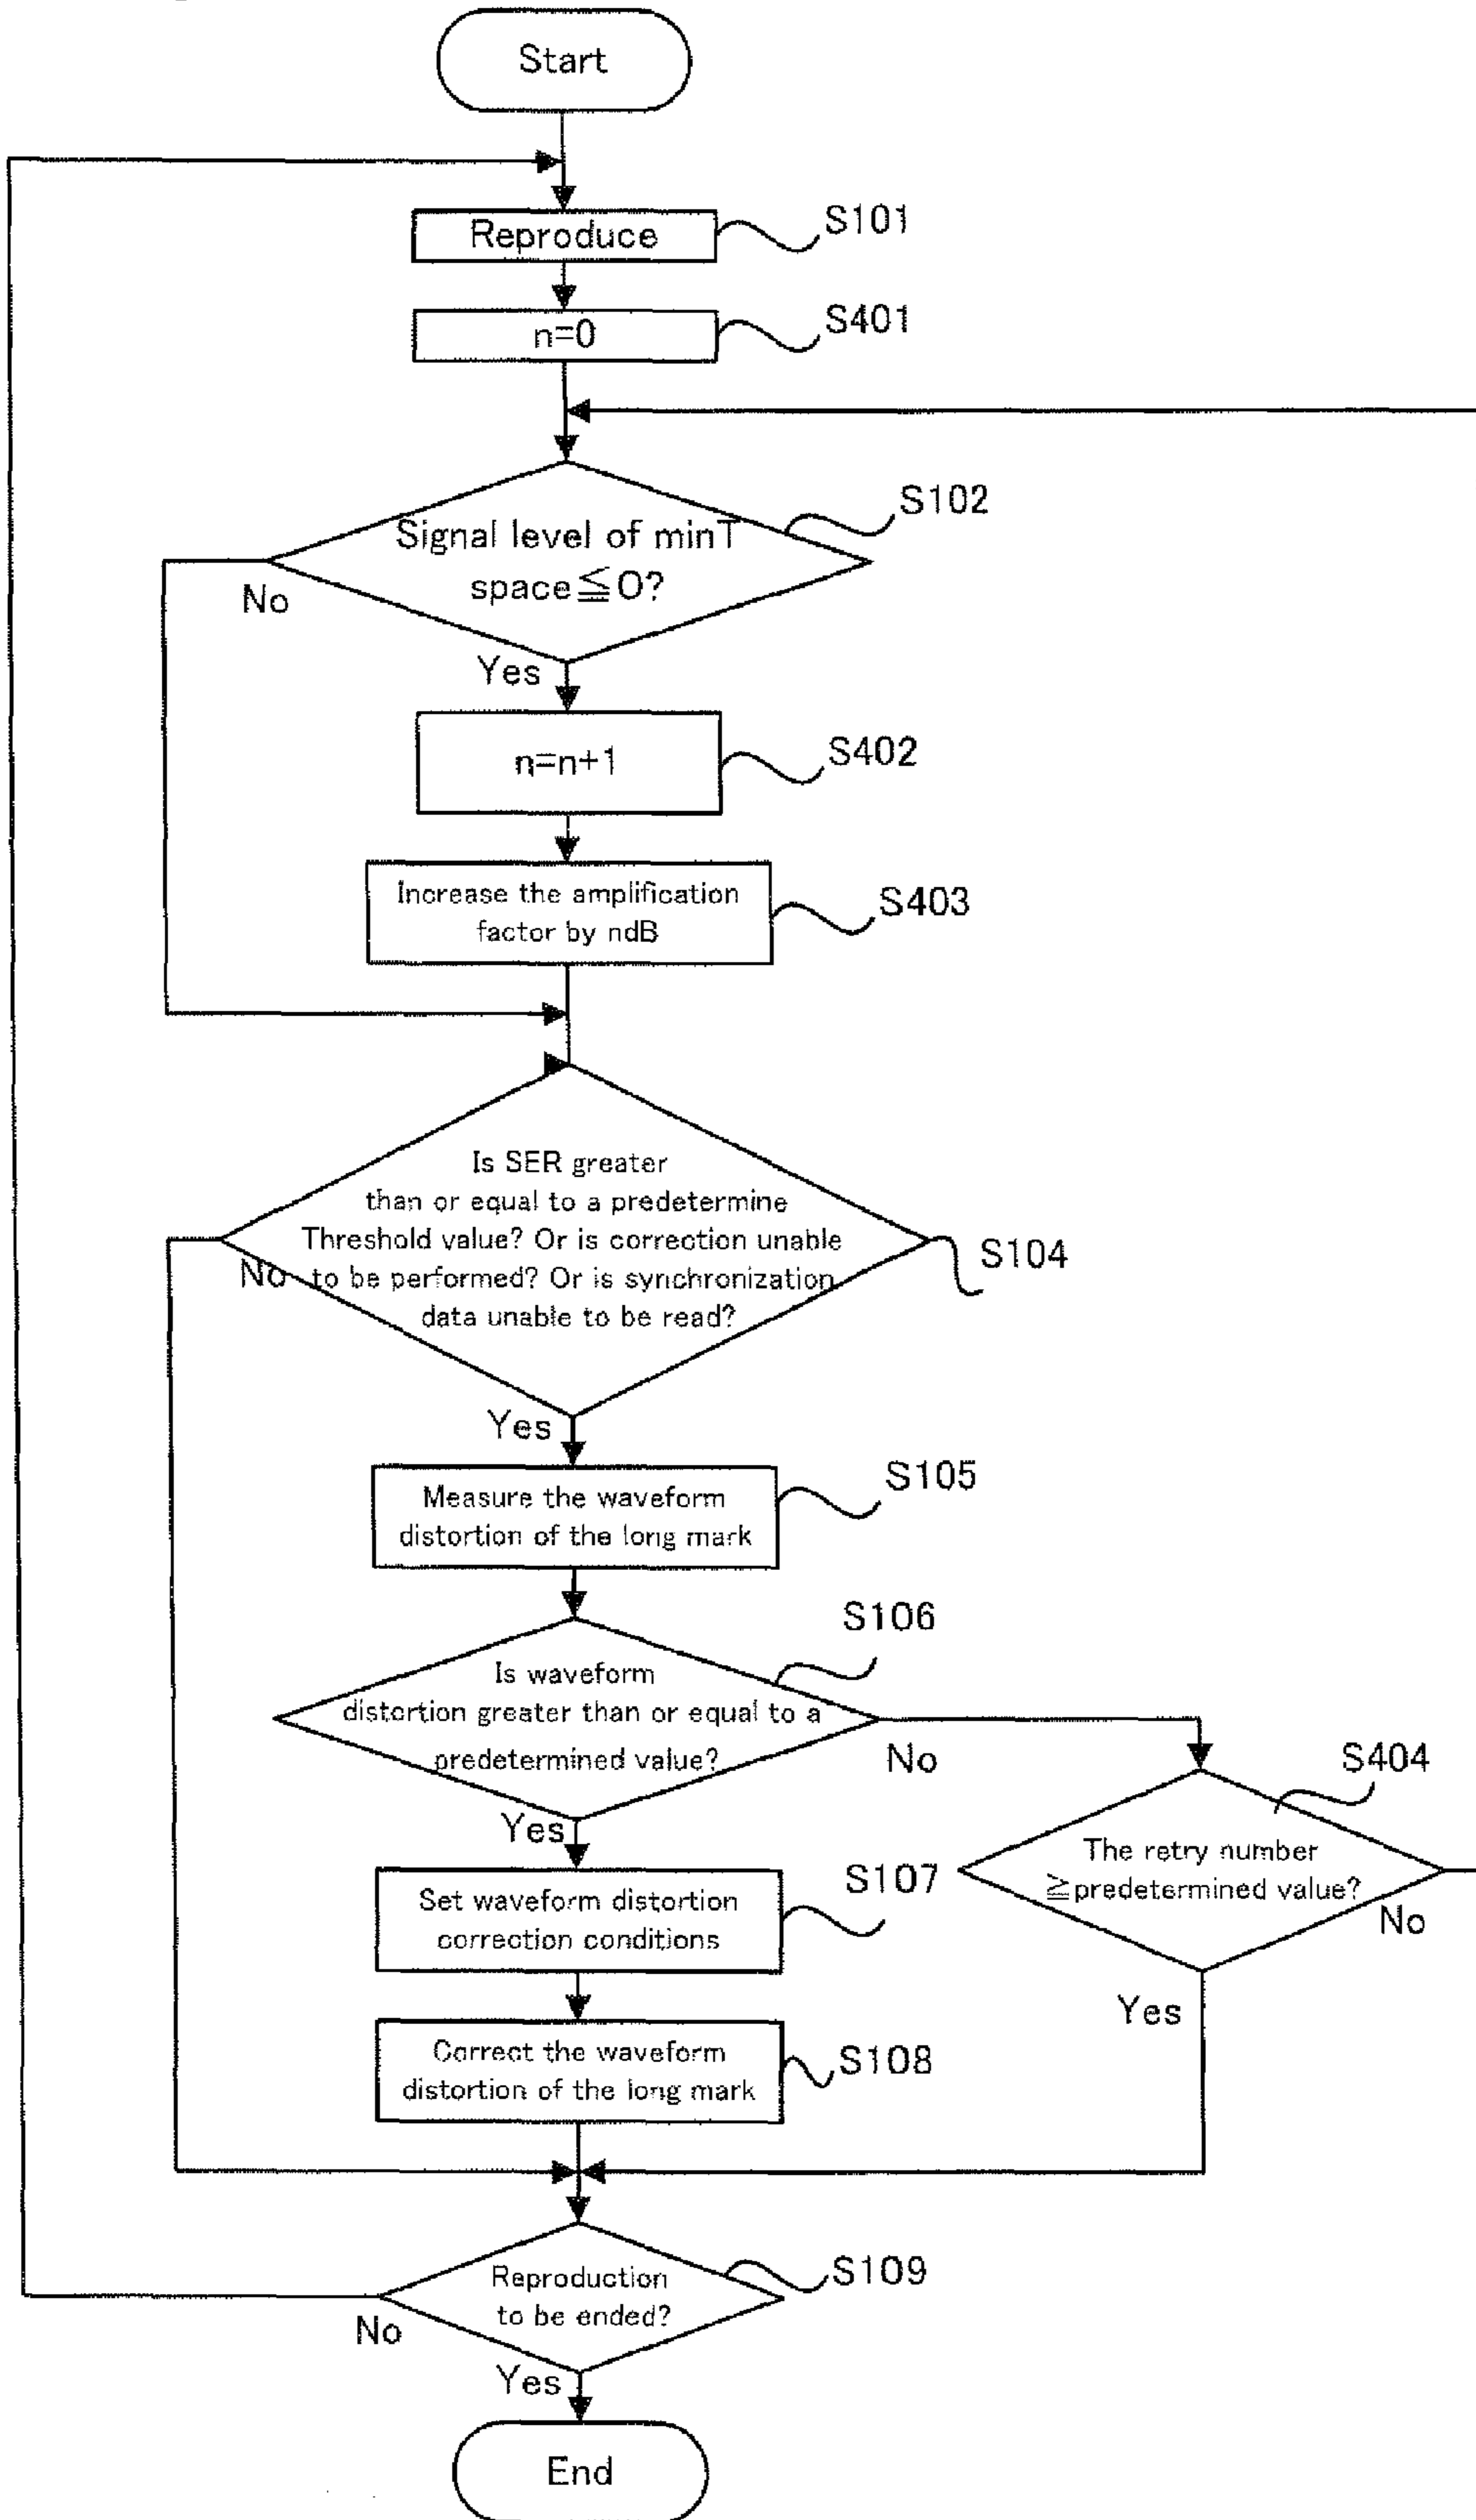 Start
Reproduce
S101
n=0
S401
Signal level of minT
space≦0?
S102
No
Yes
n=n+1
S402
Increase the amplification
factor by ndB
S403
Is SER greater
than or equal to a predetermine
Threshold value? Or is correction unable
to be performed? Or is synchronization
data unable to be read?
S104
No
Yes
Measure the waveform
distortion of the long mark
S105
Is waveform
distortion greater than or equal to a
predetermined value?
S106
No
Yes
The retry number
≧predetermined value?
S404
No
Yes
Set waveform distortion
correction conditions
S107
Correct the waveform
distortion of the long mark
S108
Reproduction
to be ended?
S109
No
Yes
End